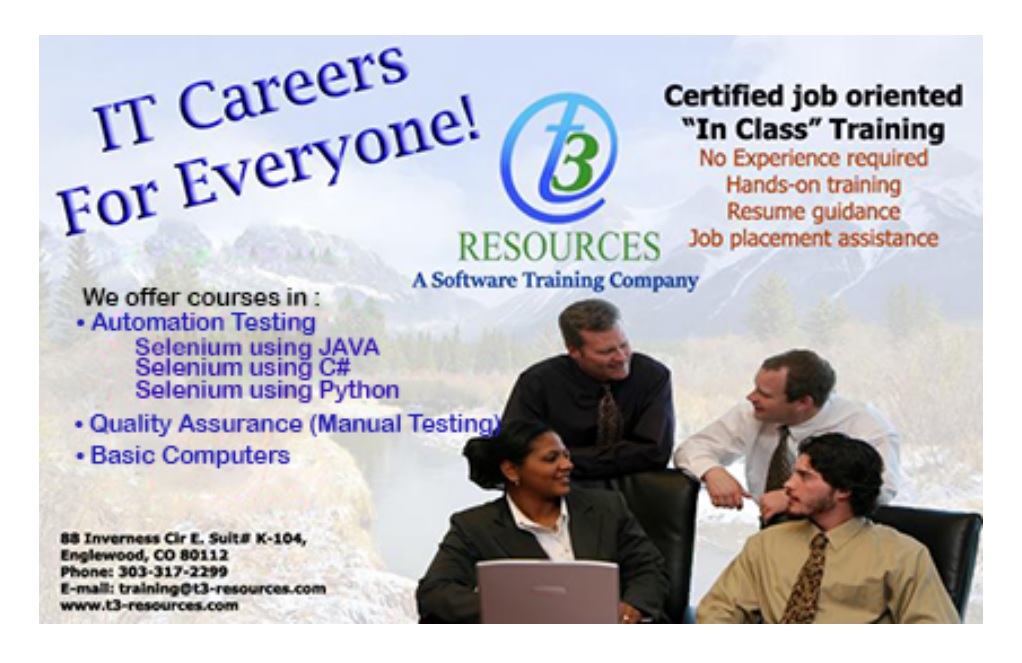 IT Careers
For Everyone!
t3
RESOURCES
A Software Training Company
Certified job oriented
“In Class” Training
No Experience required
Hands-on training
Resume guidance
Job placement assistance
We offer courses in :
• Automation Testing
Selenium using JAVA
Selenium using C#
Selenium using Python
• Quality Assurance (Manual Testing)
• Basic Computers
88 Inverness Cir E. Suit# K-104,
Englewood, CO 80112
Phone: 303-317-2299
E-mail: training@t3-resources.com
www.t3-resources.com